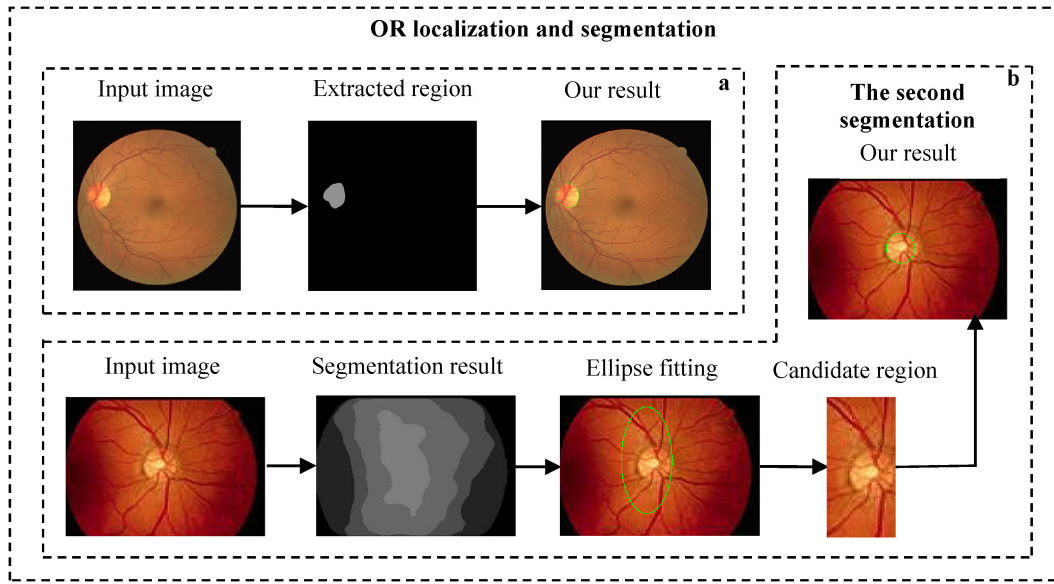 OR localization and segmentation
a
Input image
Extracted region
Our result
b
The second
segmentation
Our result
Input image
Segmentation result
Ellipse fitting
Candidate region